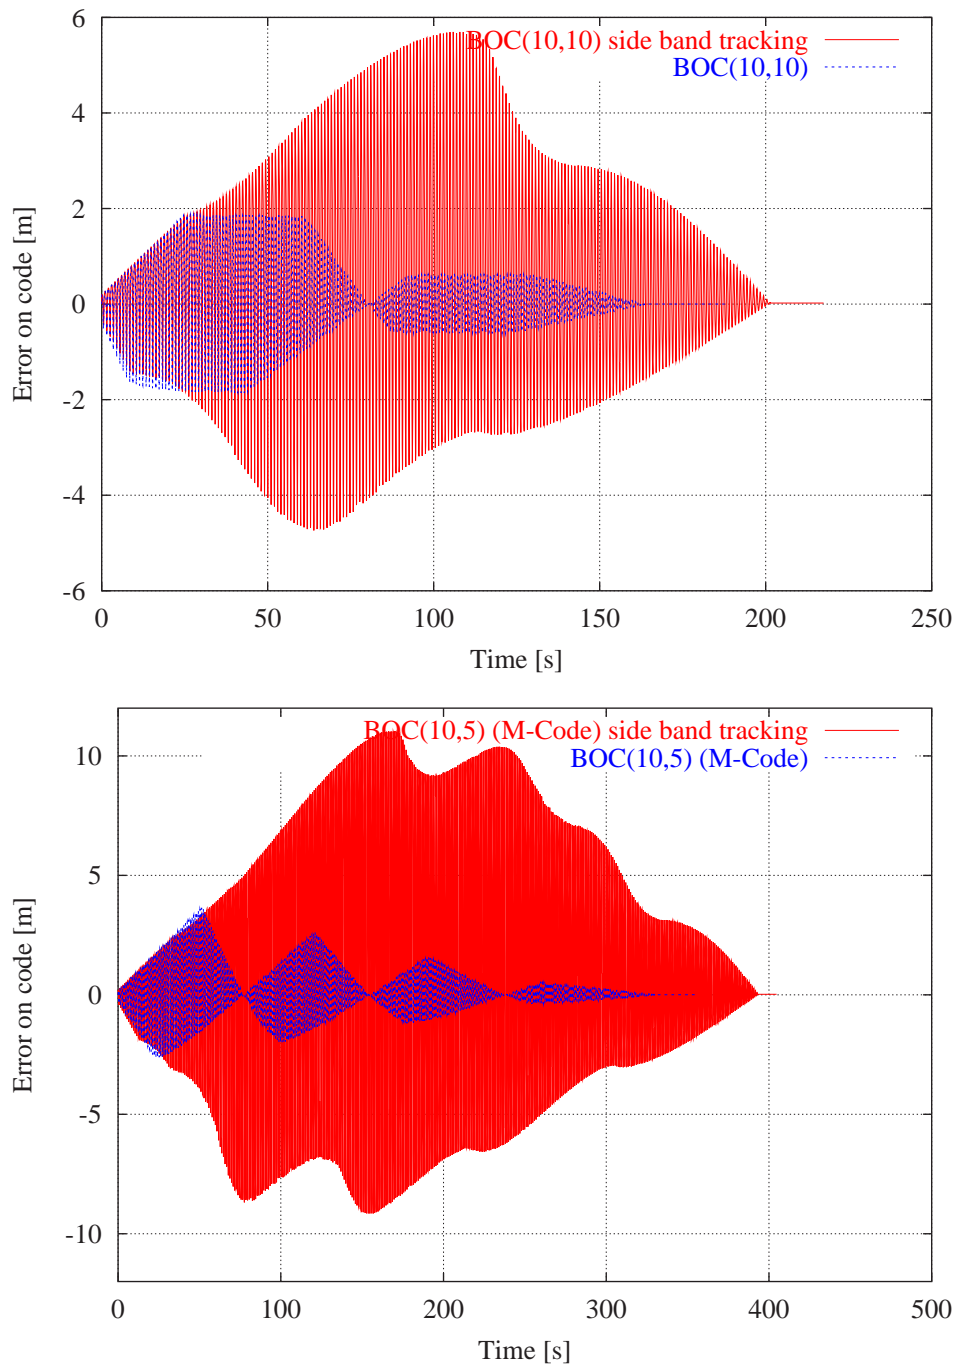 6
BOC(10,10) side band tracking
BOC(10,10)
4
2
0
-2
-4
-6
Error on code [m]
0 50 100 150 200 250
Time [s]
BOC(10,5) (M-Code) side band tracking
10
BOC(10,5) (M-Code)
5
0
-5
-10
Error on code [m]
0 100 200 300 400 500
Time [s]